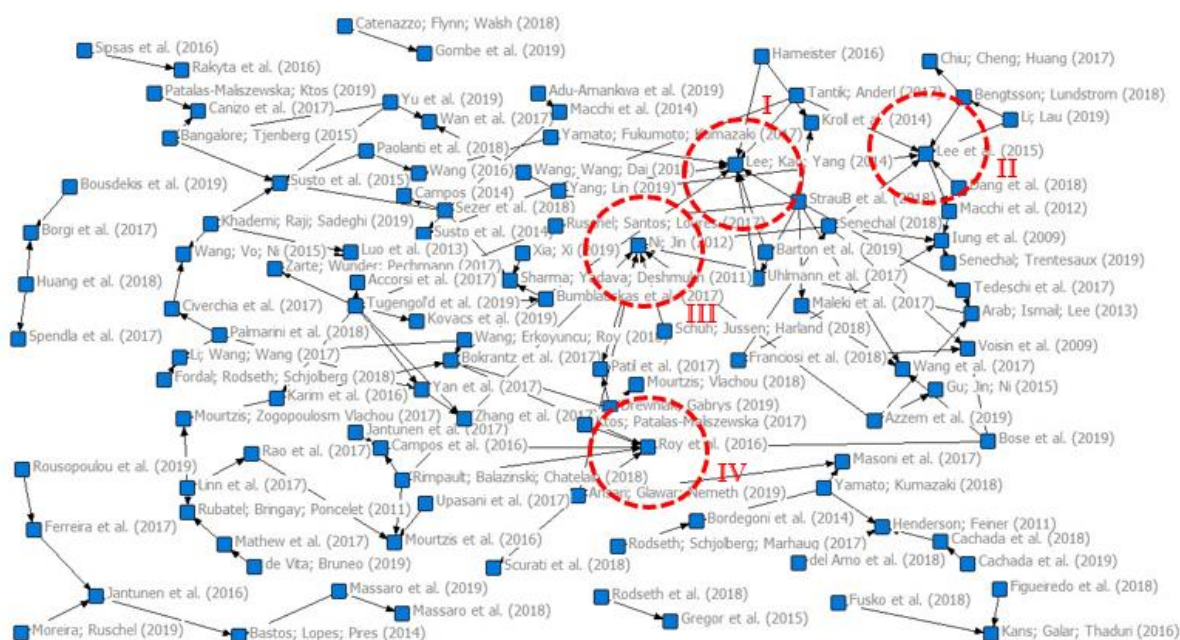 Catenazzo; Flynn; Walsh (2018)
Sipsas et al. (2016)
Gombe et al. (2019)
Hameister (2016)
Chiu; Cheng; Huang (2017)
Rakyta et al. (2016)
Patalas-Maliszewska; Ktos (2019)
Yu et al. (2019)
Adu-Amankwa et al. (2019)
Tantik; Anderl (2017)
Bengtsson; Lundstrom (2018)
I
Canizo et al. (2017)
Wan et al. (2017)
Macchi et al. (2014)
Kroll et al. (2014)
Li; Lau (2019)
Bangalore; Tjenberg (2015)
Yamato; Fukumoto; Kumazaki (2017)
Paolanti et al. (2018)
Lee; Kao; Yang (2014)
Lee et al. (2015)
II
Wang (2016)
Wang; Wang; Dai
Susto et al. (2015)
Bousdekis et al. (2019)
Campos (2014)
Yang; Lin (2019)
Dang et al. (2018)
StrauB et al. (2018)
Sezer et al. (2018)
Macchi et al. (2012)
Khademi; Raji; Sadeghi (2019)
Santos; Loures (2017)
Senechal (2018)
Borgi et al. (2017)
Susto et al. (2014)
Iung et al. (2009)
Wang; Vo; Ni (2015)
Luo et al. (2013)
Xia; Xi (2019)
Ni; Jin (2012)
Barton et al. (2019)
Senechal; Trentesaux (2019)
Zarte; Wunder; Pechmann (2017)
Huang et al. (2018)
Accorsi et al. (2017)
Sharma; Yadava; Deshmukh (2011)
Uhlmann et al. (2017)
Tedeschi et al. (2017)
Civerchia et al. (2017)
Tugengol'd et al. (2019)
Bumblauskas et al. (2017)
Maleki et al. (2017)
Arab; Ismail; Lee (2013)
III
Kovacs et al. (2019)
Spendla et al. (2017)
Palmarini et al. (2018)
Wang; Erkoyuncu; Roy
Schuh; Jussen; Harland (2018)
Voisin et al. (2009)
Li; Wang; Wang (2017)
Bokrantz et al. (2017)
Franciosi et al. (2018)
Patil et al. (2017)
Wang et al. (2017)
Fordal; Rodseth; Schjolberg (2018)
Yan et al. (2017)
Mourtzis; Vlachou (2018)
Gu; Jin; Ni (2015)
Karim et al. (2016)
Drewniak; Gabrys (2019)
Mourtzis; Zogopoulosm Vlachou (2017)
Zhang et al. (2017)
Ktos; Patalas-Maliszewska (2017)
Azzem et al. (2019)
Jantunen et al. (2017)
Campos et al. (2016)
Roy et al. (2016)
Bose et al. (2019)
Rao et al. (2017)
Masoni et al. (2017)
Rousopoulou et al. (2019)
IV
Linn et al. (2017)
Rimpault; Balazinski; Chatelain (2018)
Yamato; Kumazaki (2018)
Ansari; Glawar; Nemeth (2019)
Rubatel; Bringay; Poncelet (2011)
Upasani et al. (2017)
Ferreira et al. (2017)
Bordegoni et al. (2014)
Henderson; Feiner (2011)
Mathew et al. (2017)
Mourtzis et al. (2016)
Rodseth; Schjolberg; Marhaug (2017)
Cachada et al. (2018)
de Vita; Bruneo (2019)
Scurati et al. (2018)
del Amo et al. (2018)
Cachada et al. (2019)
Jantunen et al. (2016)
Massaro et al. (2019)
Rodseth et al. (2018)
Fusko et al. (2018)
Figueiredo et al. (2018)
Massaro et al. (2018)
Gregor et al. (2015)
Moreira; Ruschel (2019)
Bastos; Lopes; Pires (2014)
Kans; Galar; Thaduri (2016)